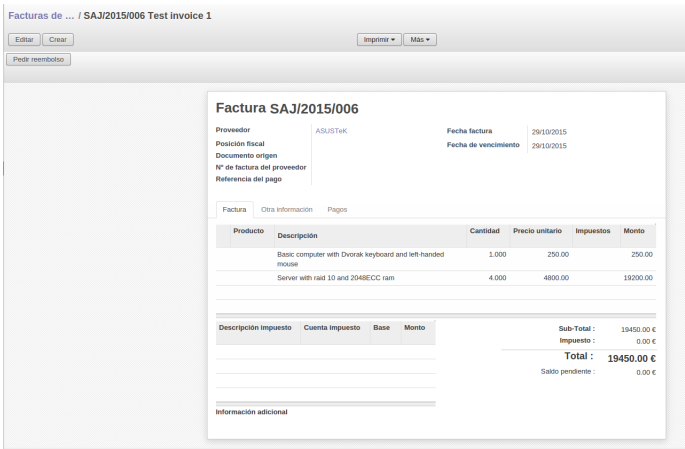 Facturas de ... / SAJ/2015/006 Test invoice 1
Editar Crear Imprimir Más
Pedir reembolso
Factura SAJ/2015/006
Proveedor ASUSTeK Fecha factura 29/10/2015
Posición fiscal Fecha de vencimiento 29/10/2015
Documento origen
Nº de factura del proveedor
Referencia del pago
Factura Otra información Pagos
Producto Descripción Cantidad Precio unitario Impuestos Monto
Basic computer with Dvorak keyboard and left-handed 1.000 250.00 250.00
mouse
Server with raid 10 and 2048ECC ram 4.000 4800.00 19200.00
Descripción impuesto Cuenta impuesto Base Monto
Sub-Total : 19450.00 €
Impuesto : 0.00 €
Total : 19450.00 €
Saldo pendiente : 0.00 €
Información adicional